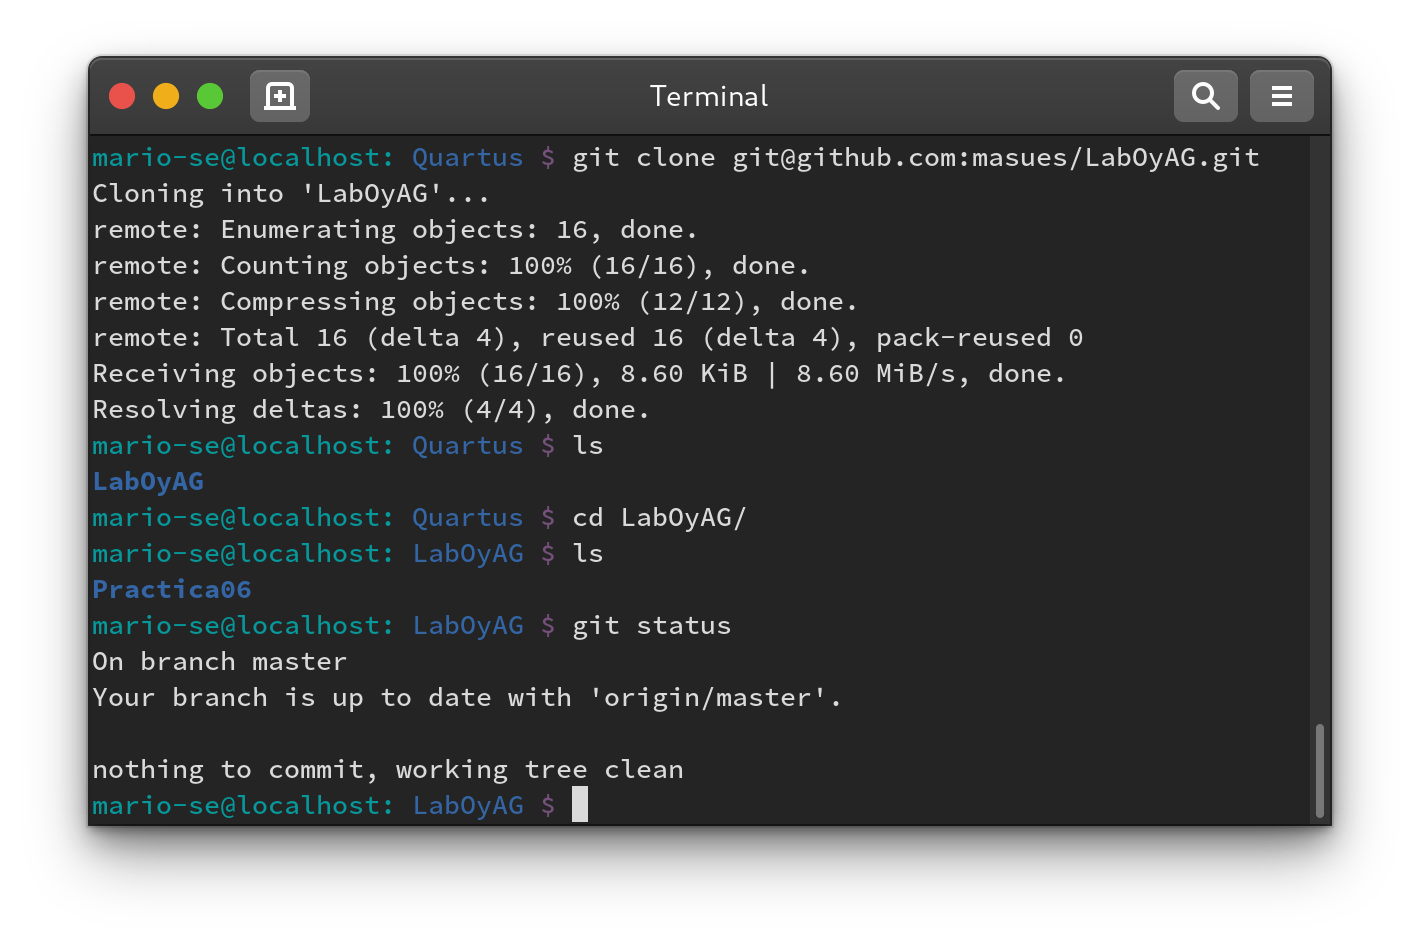 Terminal
mario-se@localhost: Quartus $ git clone git@github.com:masues/LabOyAG.git
Cloning into 'LabOyAG'...
remote: Enumerating objects: 16, done.
remote: Counting objects: 100% (16/16), done.
remote: Compressing objects: 100% (12/12), done.
remote: Total 16 (delta 4), reused 16 (delta 4), pack-reused 0
Receiving objects: 100% (16/16), 8.60 KiB | 8.60 MiB/s, done.
Resolving deltas: 100% (4/4), done.
mario-se@localhost: Quartus $ ls
LabOyAG
mario-se@localhost: Quartus $ cd LabOyAG/
mario-se@localhost: LabOyAG $ ls
Practica06
mario-se@localhost: LabOyAG $ git status
On branch master
Your branch is up to date with 'origin/master'.
nothing to commit, working tree clean
mario-se@localhost: LabOyAG $